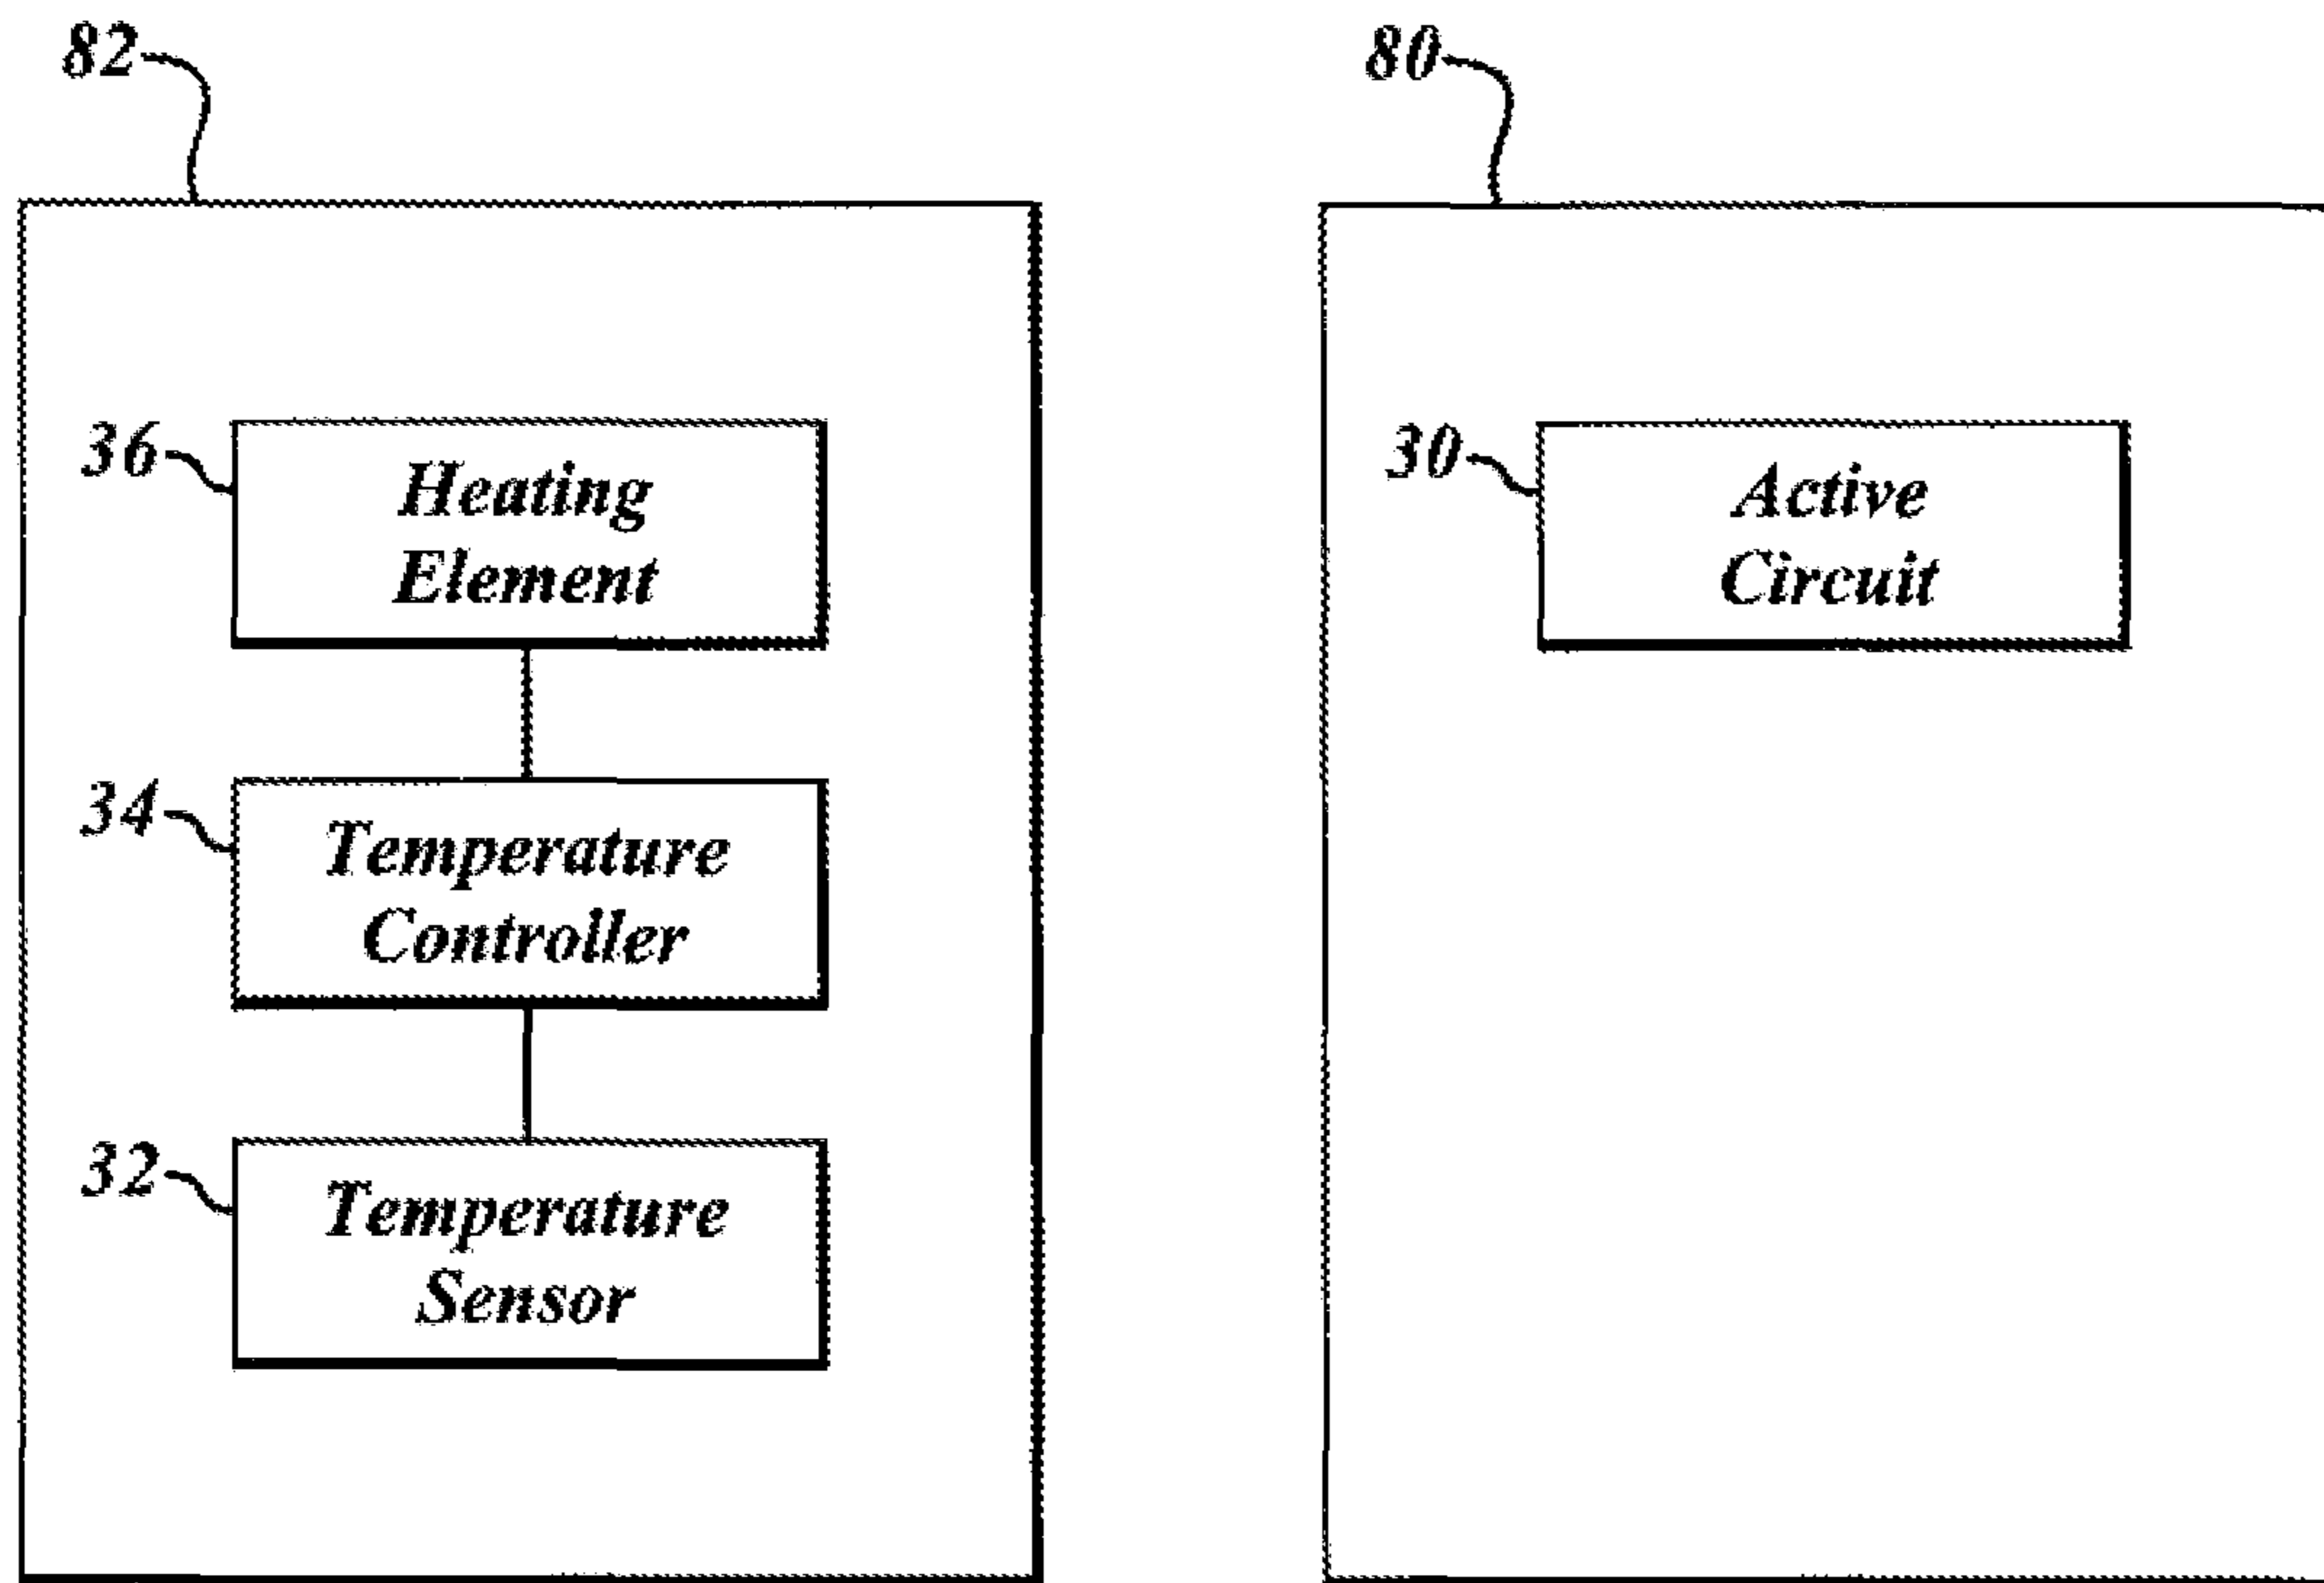 82
80
36
Heating
Element
30
Active
Circuit
34
Temperature
Controller
32
Temperature
Sensor